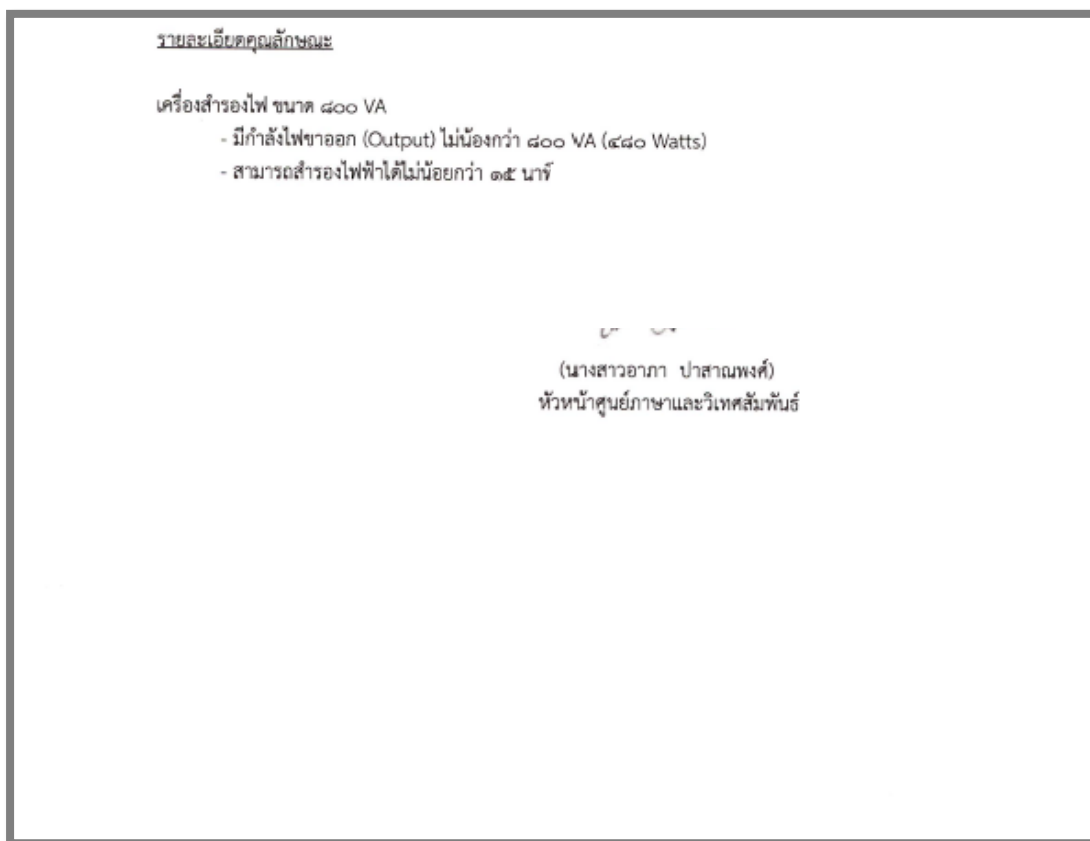 รายละเอียดคุณลักษณะ
เครื่องสำรองไฟ ขนาด ๘๐๐ VA
- มีกำลังไฟขาออก (Output) ไม่น้องกว่า ๘๐๐ VA (๔๘๐ Watts)
- สามารถสำรองไฟฟ้าได้ไม่น้อยกว่า ๑๕ นาที
(นางสาวอาภา ปาสาณพงศ์)
หัวหน้าศูนย์ภาษาและวิเทศสัมพันธ์